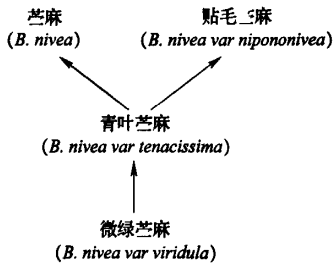 苎麻
(B. nivea)
贴毛苎麻
(B. nivea var nipononivea)
青叶苎麻
(B. nivea var tenacissima)
微绿苎麻
(B. nivea var viridula)